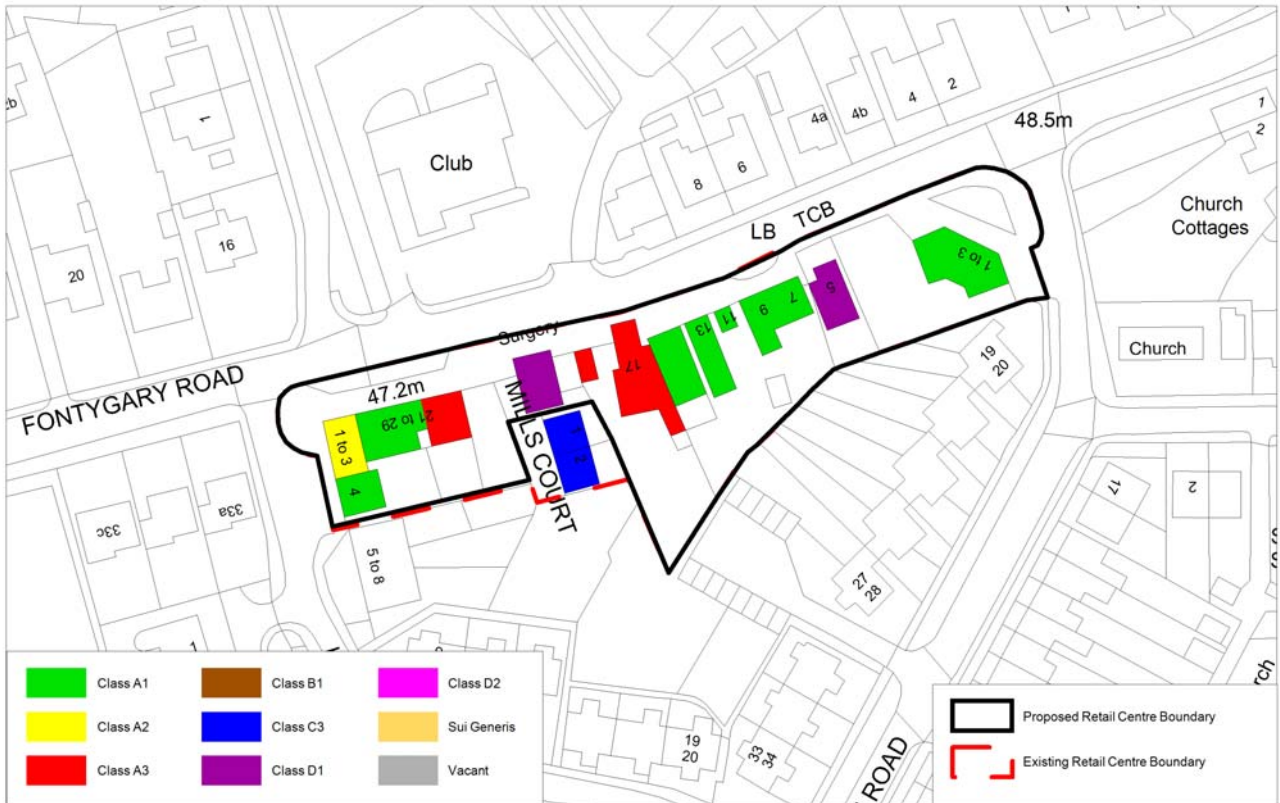 2b
1
Club
20
16
8
6
4a
4b
4
2
48.5m
1
2
Church
Cottages
LB
TCB
1 to 3
5
7
9
11
13
17
Surgery
MILLS COURT
1
2
47.2m
21 to 29
1 to 3
4
FONTYGARY ROAD
33c
33a
5 to 8
1
19
20
Church
17
2
27
28
19
20
33
34
ROAD
Class A1
Class B1
Class D2
Class A2
Class C3
Sui Generis
Class A3
Class D1
Vacant
Proposed Retail Centre Boundary
Existing Retail Centre Boundary